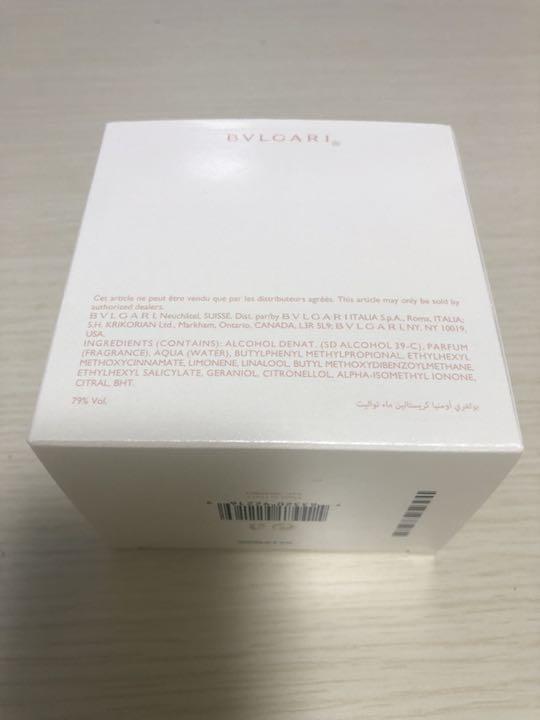 BVLGARI®
Cet article ne peut être vendu que par les distributeurs agréés. This article may only be sold by
authorized dealers.
BVLGARI, Neuchâtel, SUISSE. Dist. par/by BVLGARI ITALIA S.p.A., Roma, ITALIA;
S.H. KRIKORIAN Ltd., Markham, Ontario, CANADA, L3R 5L9; BVLGARI, NY, NY 10019,
USA.
INGREDIENTS (CONTAINS): ALCOHOL DENAT. (SD ALCOHOL 39-C), PARFUM
(FRAGRANCE), AQUA (WATER), BUTYLPHENYL METHYLPROPIONAL, ETHYLHEXYL
METHOXYCINNAMATE, LIMONENE, LINALOOL, BUTYL METHOXYDIBENZOYLMETHANE,
ETHYLHEXYL SALICYLATE, GERANIOL, CITRONELLOL, ALPHA-ISOMETHYL IONONE,
CITRAL, BHT.
79% Vol.
بولغري أومنيا كريستالين ماء تواليت